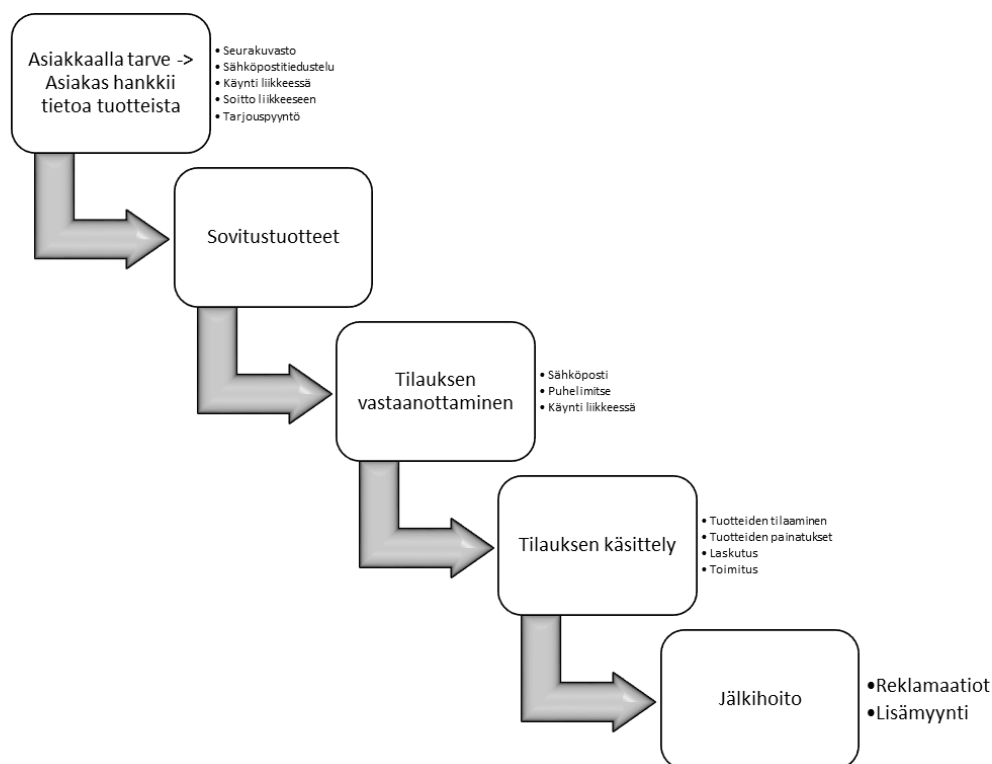 Asiakkaalla tarve ->
Asiakas hankkii
tietoa tuotteista
• Seurakuvasto
• Sähköpostitiedustelu
• Käynti liikkeessä
• Soitto liikkeeseen
• Tarjouspyyntö
Sovitustuotteet
Tilauksen
vastaanottaminen
• Sähköposti
• Puhelimitse
• Käynti liikkeessä
Tilauksen käsittely
• Tuotteiden tilaaminen
• Tuotteiden painatukset
• Laskutus
• Toimitus
Jälkihoito
•Reklamaatiot
•Lisämyynti